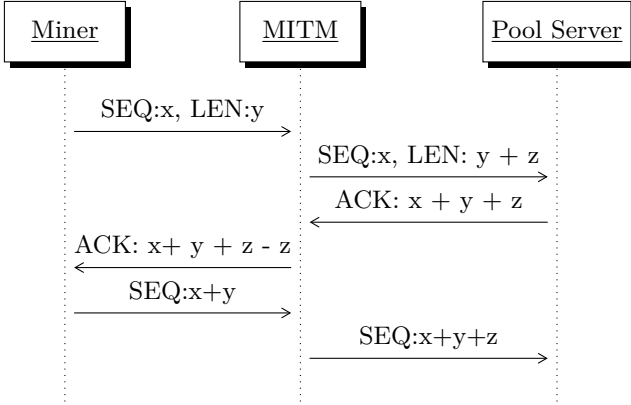 Miner
MITM
Pool Server
SEQ:x, LEN:y
SEQ:x, LEN: y + z
ACK: x + y + z
ACK: x+ y + z - z
SEQ:x+y
SEQ:x+y+z